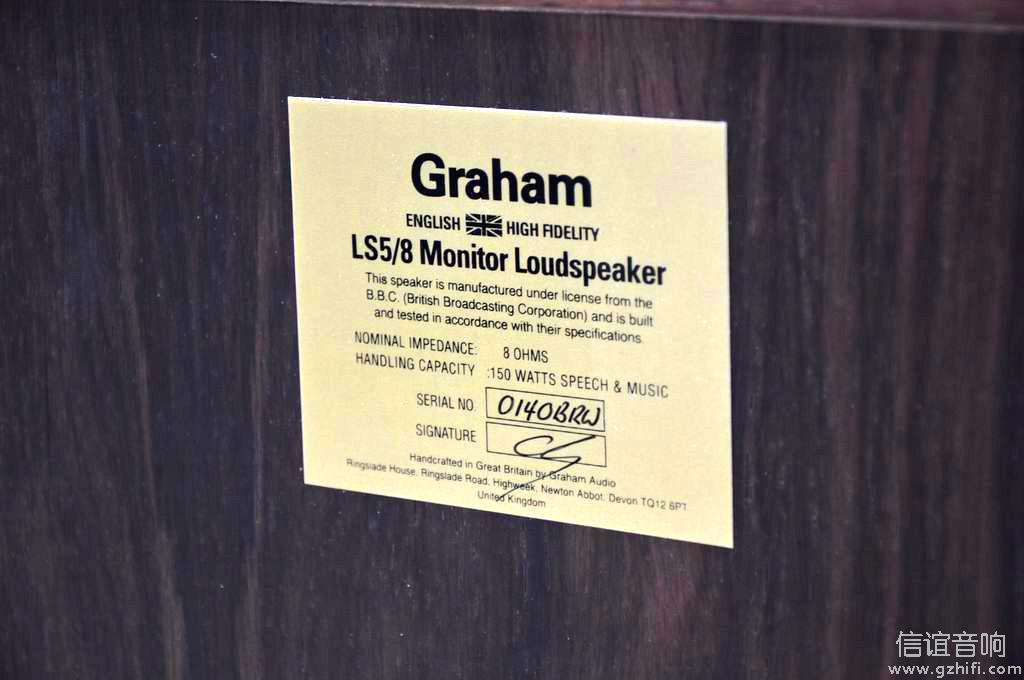 Graham
ENGLISH HIGH FIDELITY
LS5/8 Monitor Loudspeaker
This speaker is manufactured under license from the
B.B.C. (British Broadcasting Corporation) and is built
and tested in accordance with their specifications.
NOMINAL IMPEDANCE: 8 OHMS
HANDLING CAPACITY :150 WATTS SPEECH & MUSIC
SERIAL NO. 0140BRW
SIGNATURE
Handcrafted in Great Britain by Graham Audio
Ringslade House, Ringslade Road, Highweek, Newton Abbot, Devon TQ12 6PT
United Kingdom
信谊音响
www.gzhifi.com